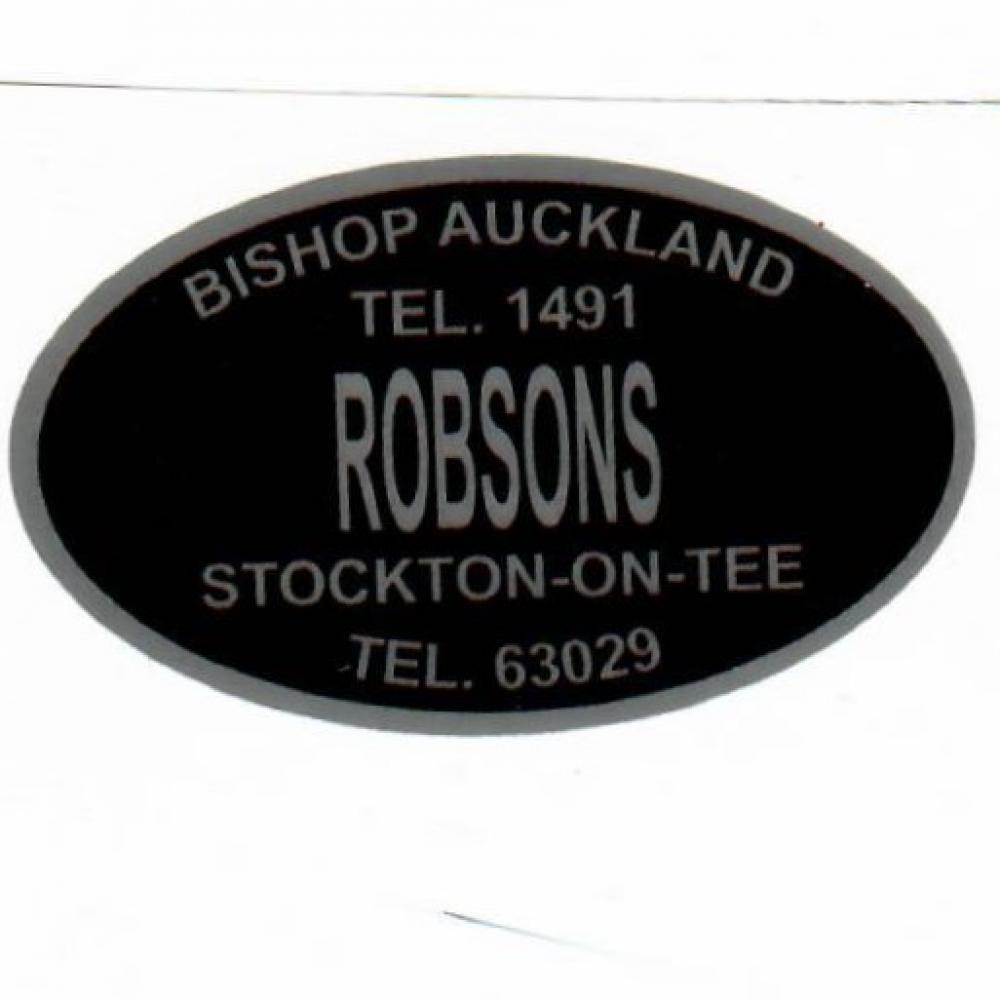 BISHOP AUCKLAND
TEL. 1491
ROBSONS
STOCKTON-ON-TEE
TEL. 63029